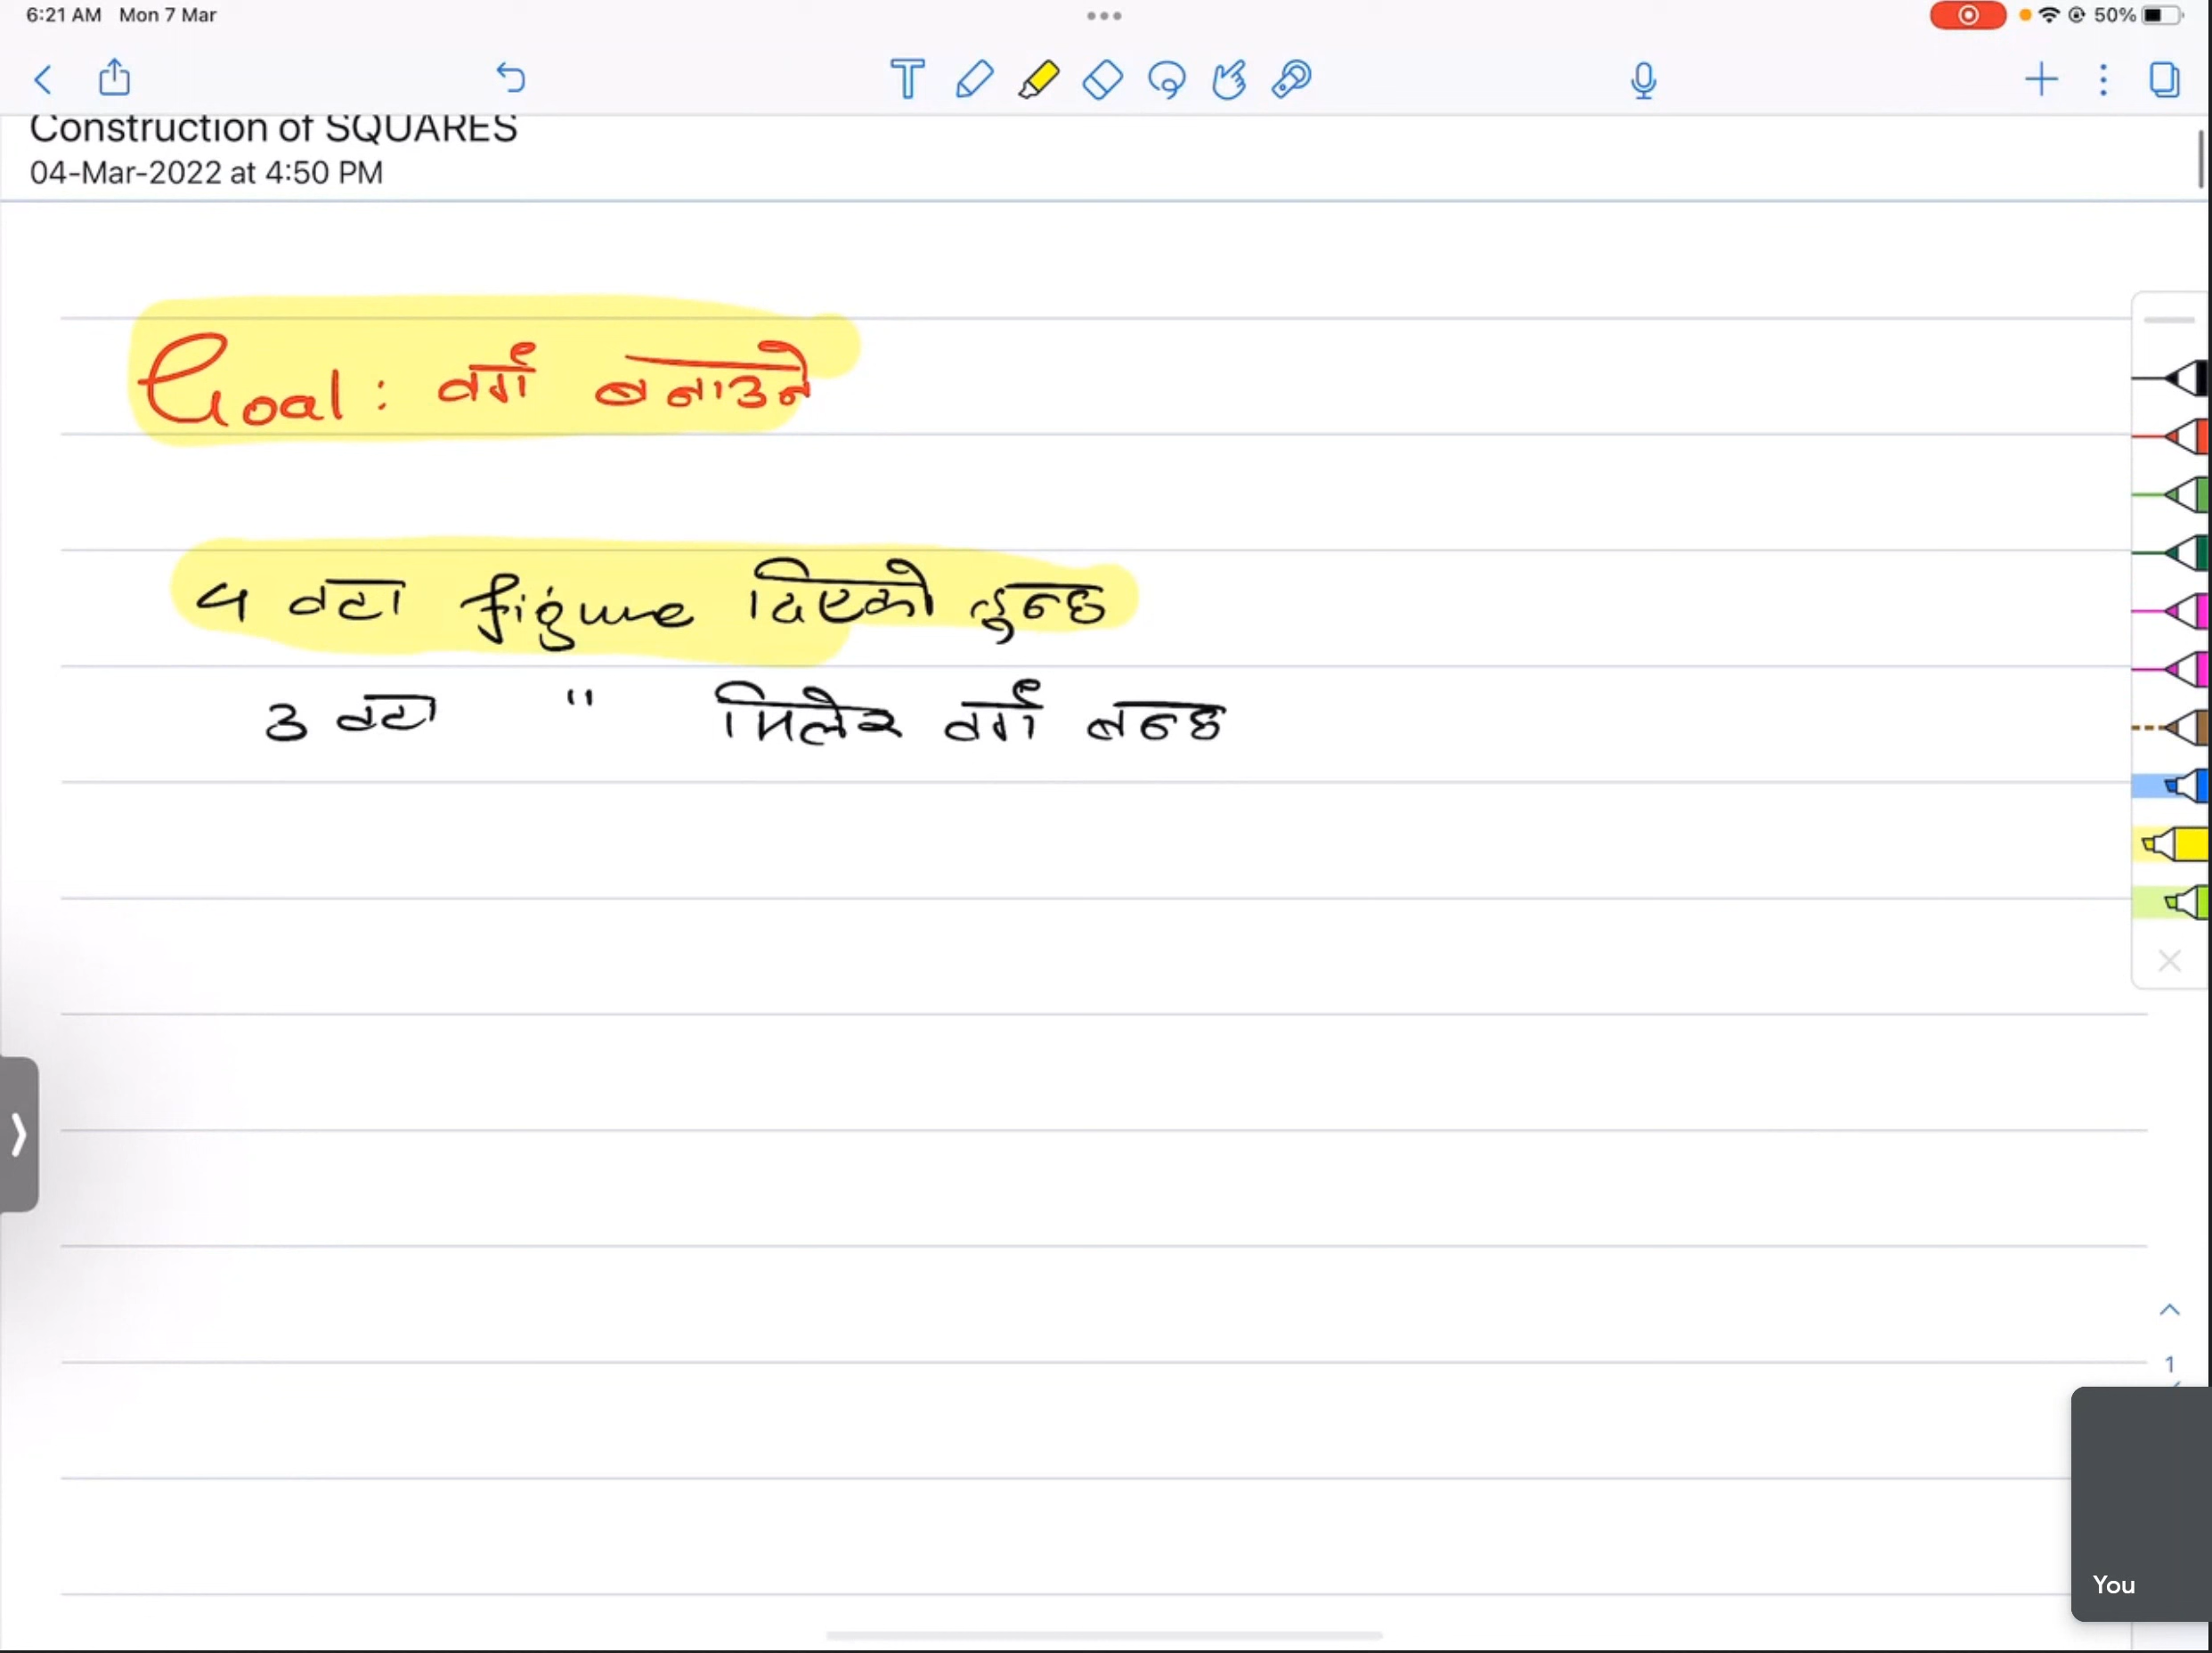 6:21 AM Mon 7 Mar
50%
Construction of SQUARES
04-Mar-2022 at 4:50 PM
Goal: वर्ग बनाउने
4 वटा figure दिएको हुन्छ
3 वटा " मिलेर वर्ग बन्छ
1
You